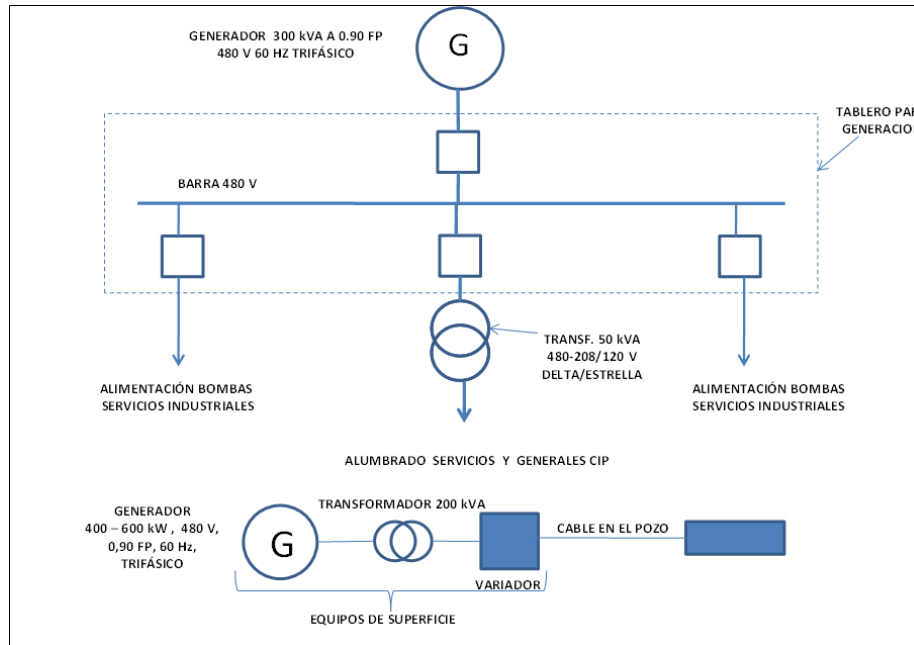 GENERADOR 300 kVA A 0.90 FP
480 V 60 HZ TRIFÁSICO
G
TABLERO PAR
GENERACION
BARRA 480 V
TRANSF. 50 kVA
480-208/120 V
DELTA/ESTRELLA
ALIMENTACIÓN BOMBAS
SERVICIOS INDUSTRIALES
ALIMENTACIÓN BOMBAS
SERVICIOS INDUSTRIALES
ALUMBRADO SERVICIOS Y GENERALES CIP
GENERADOR
400 – 600 kW , 480 V,
0,90 FP, 60 Hz,
TRIFÁSICO
G
TRANSFORMADOR 200 kVA
CABLE EN EL POZO
VARIADOR
EQUIPOS DE SUPERFICIE